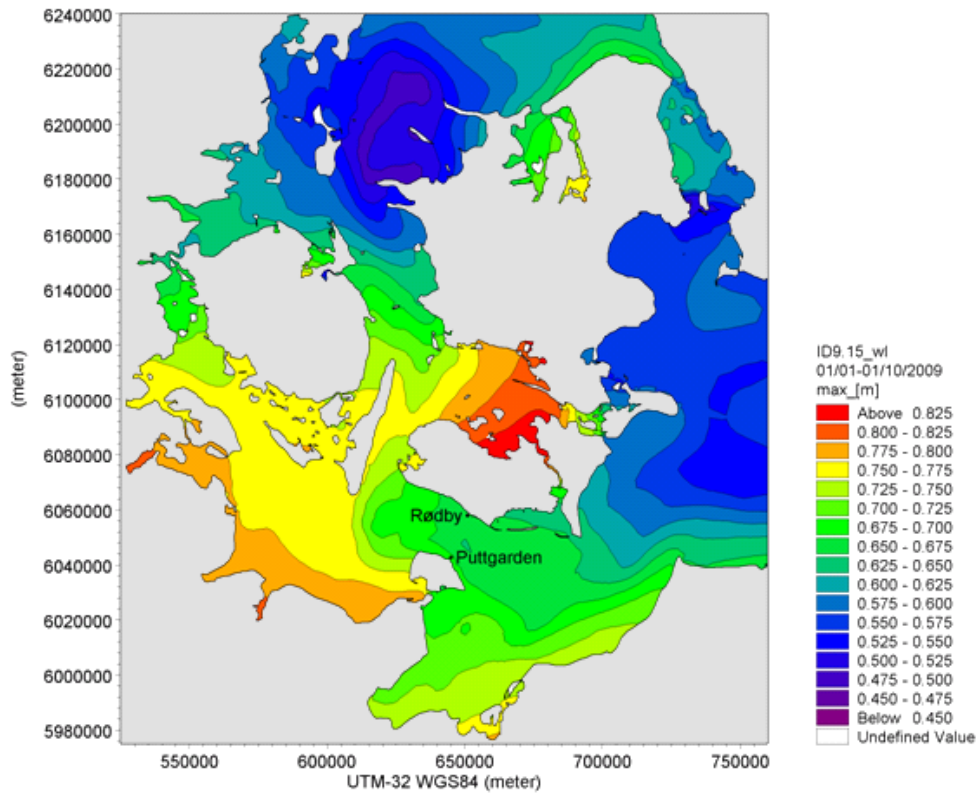 6240000
6220000
6200000
6180000
6160000
6140000
6120000
6100000
6080000
6060000
6040000
6020000
6000000
5980000
(meter)
Rødby
Puttgarden
550000 600000 650000 700000 750000
UTM-32 WGS84 (meter)
ID9.15_wl
01/01-01/10/2009
max_[m]
Above 0.825
0.800 - 0.825
0.775 - 0.800
0.750 - 0.775
0.725 - 0.750
0.700 - 0.725
0.675 - 0.700
0.650 - 0.675
0.625 - 0.650
0.600 - 0.625
0.575 - 0.600
0.550 - 0.575
0.525 - 0.550
0.500 - 0.525
0.475 - 0.500
0.450 - 0.475
Below 0.450
Undefined Value